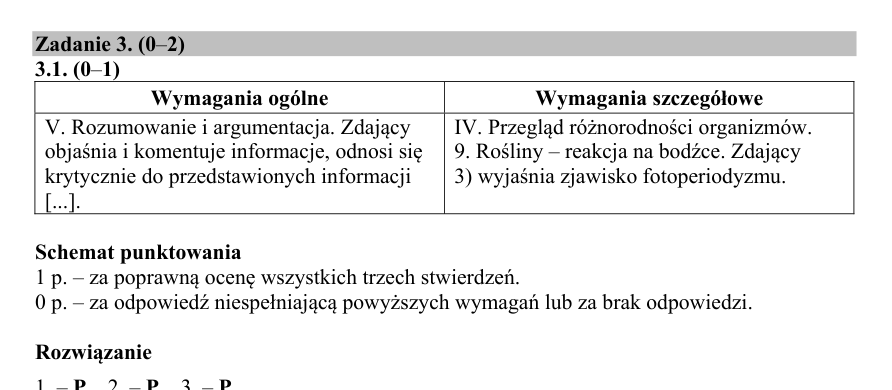 Zadanie 3. (0–2)
3.1. (0–1)
Wymagania ogólne
Wymagania szczegółowe
V. Rozumowanie i argumentacja. Zdający
objaśnia i komentuje informacje, odnosi się
krytycznie do przedstawionych informacji
[...].
IV. Przegląd różnorodności organizmów.
9. Rośliny – reakcja na bodźce. Zdający
3) wyjaśnia zjawisko fotoperiodyzmu.
Schemat punktowania
1 p. – za poprawną ocenę wszystkich trzech stwierdzeń.
0 p. – za odpowiedź niespełniającą powyższych wymagań lub za brak odpowiedzi.
Rozwiązanie
1. – P, 2. – P, 3. – P